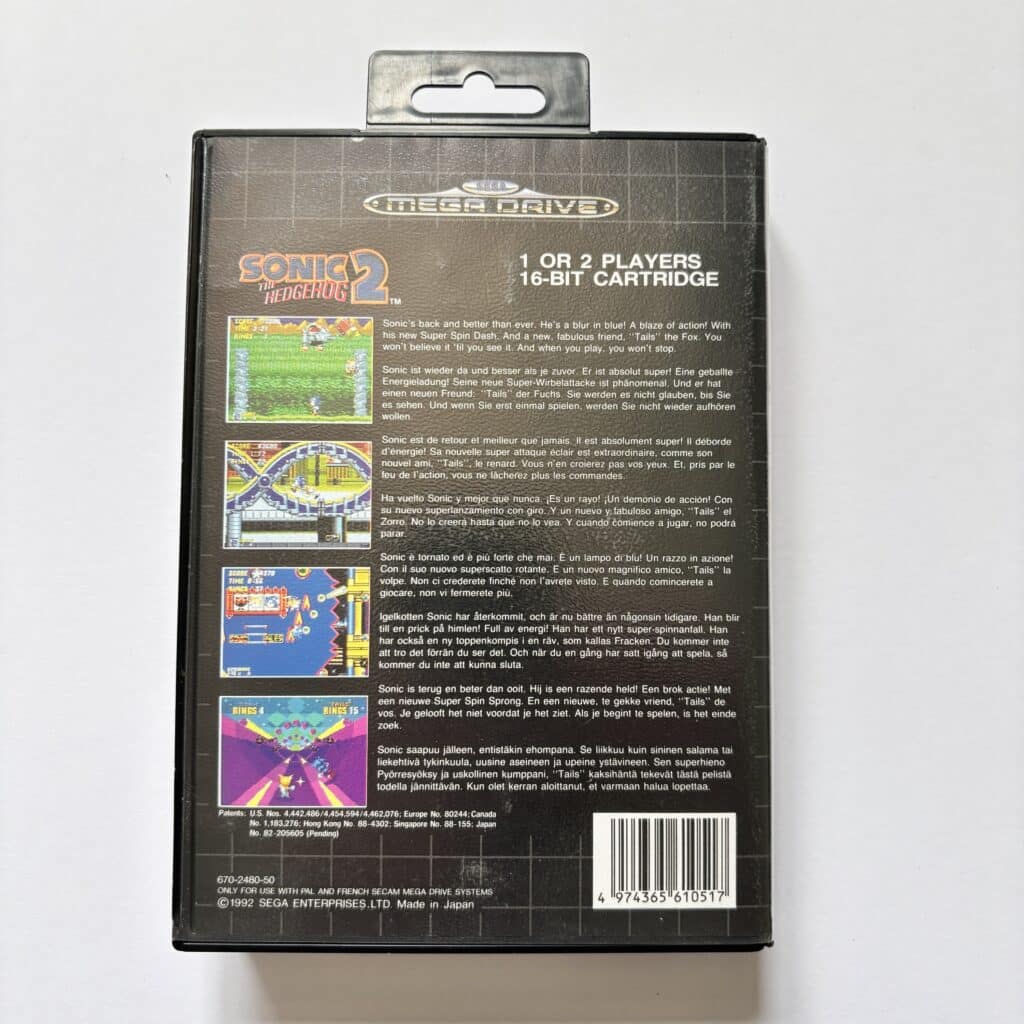 SEGA
MEGA DRIVE
SONIC
THE
HEDGEHOG
2
TM
1 OR 2 PLAYERS
16-BIT CARTRIDGE
Sonic's back and better than ever. He's a blur in blue! A blaze of action! With
his new Super Spin Dash. And a new, fabulous friend, "Tails" the Fox. You
won't believe it 'til you see it. And when you play, you won't stop.
Sonic ist wieder da und besser als je zuvor. Er ist absolut super! Eine geballte
Energieladung! Seine neue Super-Wirbelattacke ist phänomenal. Und er hat
einen neuen Freund: "Tails" der Fuchs. Sie werden es nicht glauben, bis Sie
es sehen. Und wenn Sie erst einmal spielen, werden Sie nicht wieder aufhören
wollen.
Sonic est de retour et meilleur que jamais. Il est absolument super! Il déborde
d'énergie! Sa nouvelle super attaque éclair est extraordinaire, comme son
nouvel ami, "Tails", le renard. Vous n'en croierez pas vos yeux. Et, pris par le
feu de l'action, vous ne lâcherez plus les commandes.
Ha vuelto Sonic y mejor que nunca. ¡Es un rayo! ¡Un demonio de acción! Con
su nuevo superlanzamiento con giro. Y un nuevo y fabuloso amigo, "Tails" el
Zorro. No lo creerá hasta que no lo vea. Y cuando comience a jugar, no podrá
parar.
Sonic è tornato ed è più forte che mai. È un lampo di blu! Un razzo in azione!
Con il suo nuovo superscatto rotante. E un nuovo magnifico amico, "Tails" la
volpe. Non ci crederete finché non l'avrete visto. E quando comincerete a
giocare, non vi fermerete più.
Igelkotten Sonic har återkommit, och är nu bättre än någonsin tidigare. Han blir
till en prick på himlen! Full av energi! Han har ett nytt super-spinnanfall. Han
har också en ny toppenkompis i en räv, som kallas Fracken. Du kommer inte
att tro det förrän du ser det. Och när du en gång har satt igång att spela, så
kommer du inte att kunna sluta.
Sonic is terug en beter dan ooit. Hij is een razende held! Een brok actie! Met
een nieuwe Super Spin Sprong. En een nieuwe, te gekke vriend, "Tails" de
vos. Je gelooft het niet voordat je het ziet. Als je begint te spelen, is het einde
zoek.
Sonic saapuu jälleen, entistäkin ehompana. Se liikkuu kuin sininen salama tai
liekehtivä tykinkuula, uusine aseineen ja upeine ystävineen. Sen superhieno
Pyörresyöksy ja uskollinen kumppani, "Tails" kaksihäntä tekevät tästä pelistä
todella jännittävän. Kun olet kerran aloittanut, et varmaan halua lopettaa.
TIME 2:21
RINGS
SCORE
TIME 0:56
RINGS
RINGS 4
RINGS 15
Patents: U.S. Nos. 4,442,486/4,454,594/4,462,076; Europe No. 80244; Canada
No. 1,183,276; Hong Kong No. 88-4302; Singapore No. 88-155; Japan
No. 82-205605 (Pending)
670-2480-50
ONLY FOR USE WITH PAL AND FRENCH SECAM MEGA DRIVE SYSTEMS
©1992 SEGA ENTERPRISES.LTD. Made in Japan
4 974365 610517